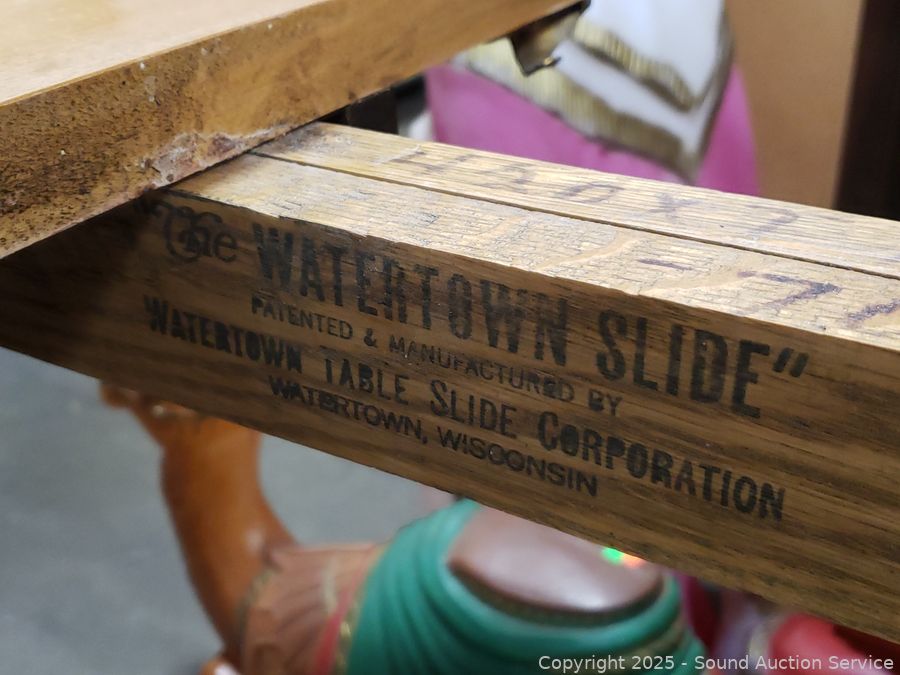 "The WATERTOWN SLIDE"
PATENTED & MANUFACTURED BY
WATERTOWN TABLE SLIDE CORPORATION
WATERTOWN, WISCONSIN
Copyright © 2025 - Sound Auction Service